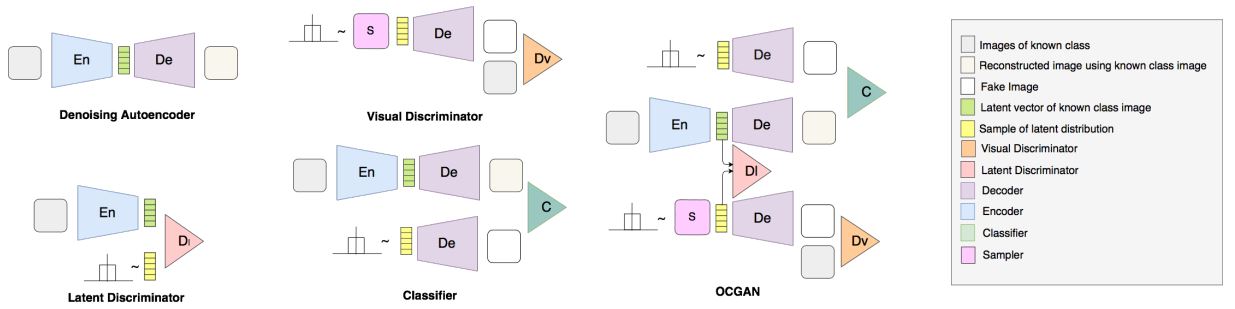 En
De
Denoising Autoencoder
~
s
De
Dv
Visual Discriminator
En
Dl
~
Latent Discriminator
En
De
C
~
De
Classifier
~
De
C
En
De
Dl
~
s
De
Dv
OCGAN
Images of known class
Reconstructed image using known class image
Fake Image
Latent vector of known class image
Sample of latent distribution
Visual Discriminator
Latent Discriminator
Decoder
Encoder
Classifier
Sampler